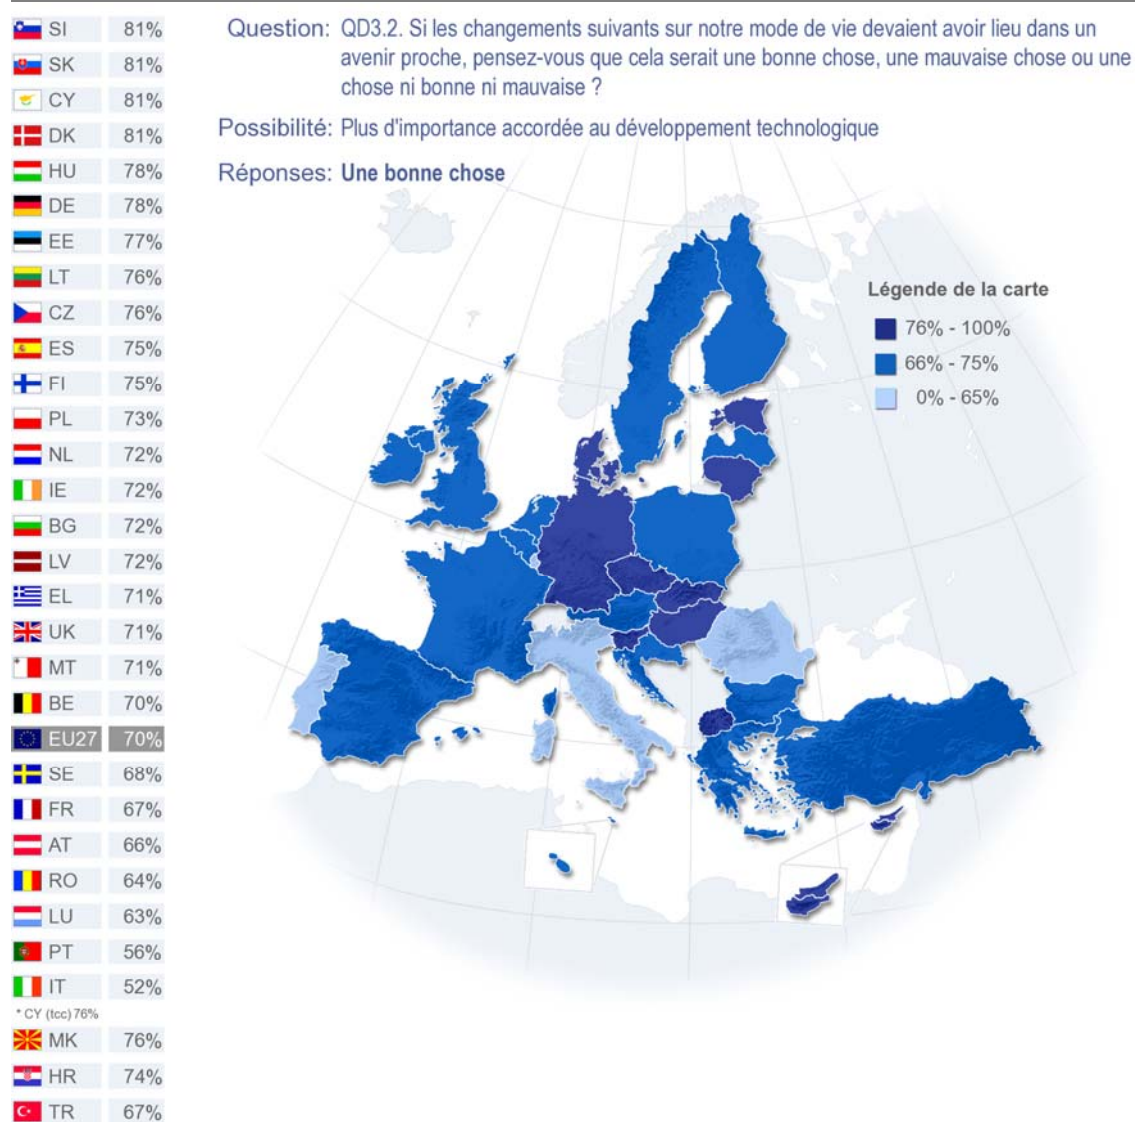 Question: QD3.2. Si les changements suivants sur notre mode de vie devaient avoir lieu dans un
avenir proche, pensez-vous que cela serait une bonne chose, une mauvaise chose ou une
chose ni bonne ni mauvaise ?
Possibilité: Plus d'importance accordée au développement technologique
Réponses: Une bonne chose
SI 81%
SK 81%
CY 81%
DK 81%
HU 78%
DE 78%
EE 77%
LT 76%
CZ 76%
ES 75%
FI 75%
PL 73%
NL 72%
IE 72%
BG 72%
LV 72%
EL 71%
UK 71%
MT 71%
BE 70%
EU27 70%
SE 68%
FR 67%
AT 66%
RO 64%
LU 63%
PT 56%
IT 52%
* CY (tcc) 76%
MK 76%
HR 74%
TR 67%
Légende de la carte
76% - 100%
66% - 75%
0% - 65%